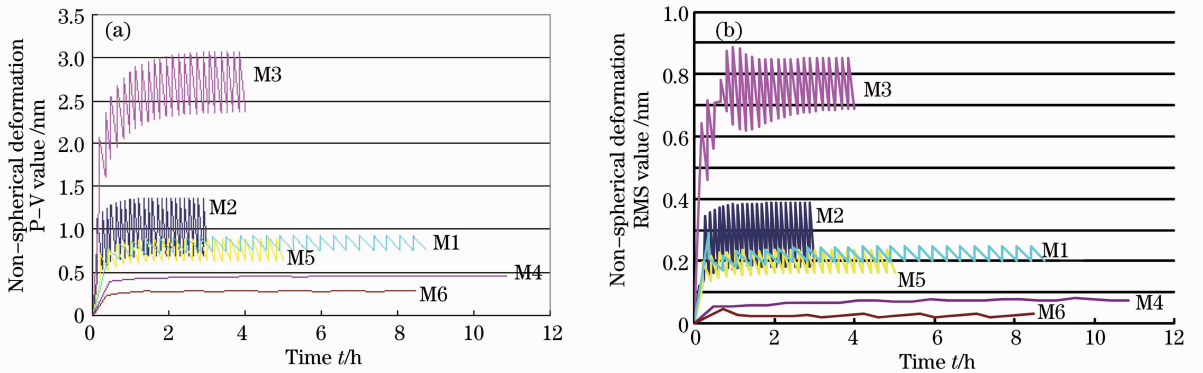 (a)
Non-spherical deformation
P-V value /nm
3.5
3.0
2.5
2.0
1.5
1.0
0.5
0
M3
M2
M1
M5
M4
M6
0 2 4 6 8 10 12
Time t/h
(b)
Non-spherical deformation
RMS value /nm
1.0
0.8
0.6
0.4
0.2
0
M3
M2
M1
M5
M4
M6
0 2 4 6 8 10 12
Time t/h